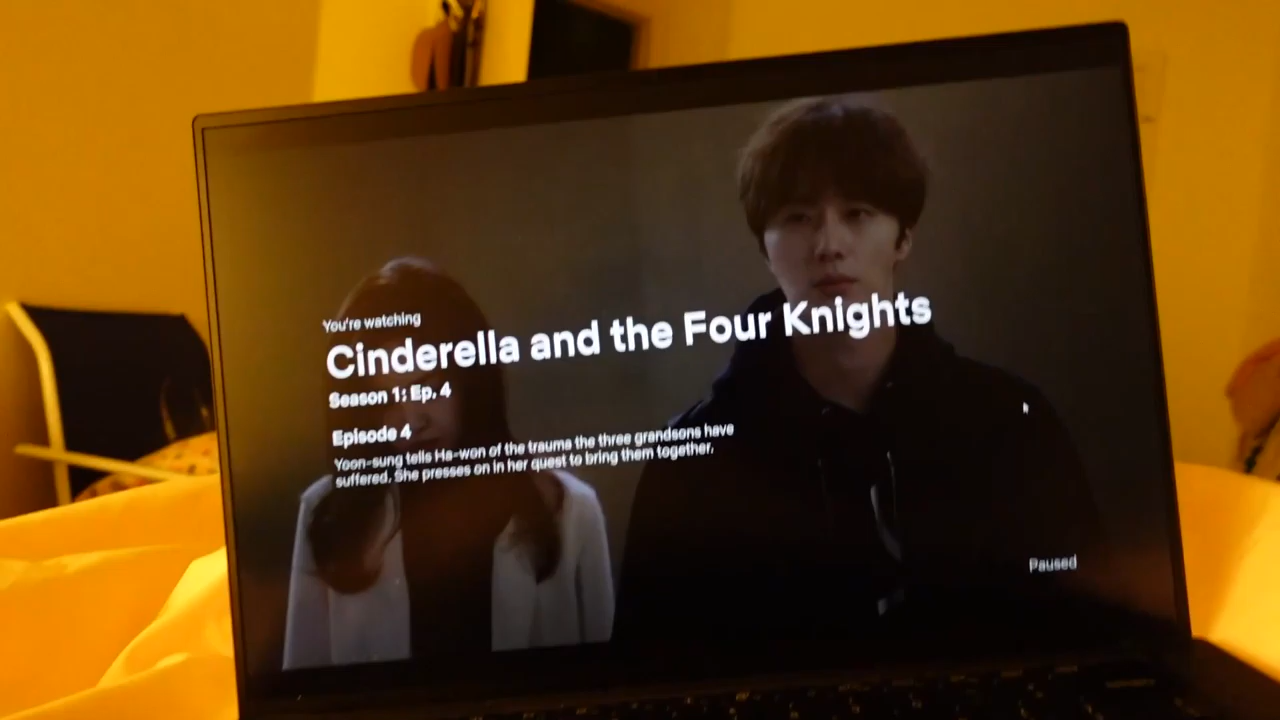 You're watching
Cinderella and the Four Knights
Season 1: Ep. 4
Episode 4
Yoon-sung tells Ha-won of the trauma the three grandsons have
suffered. She presses on in her quest to bring them together.
Paused